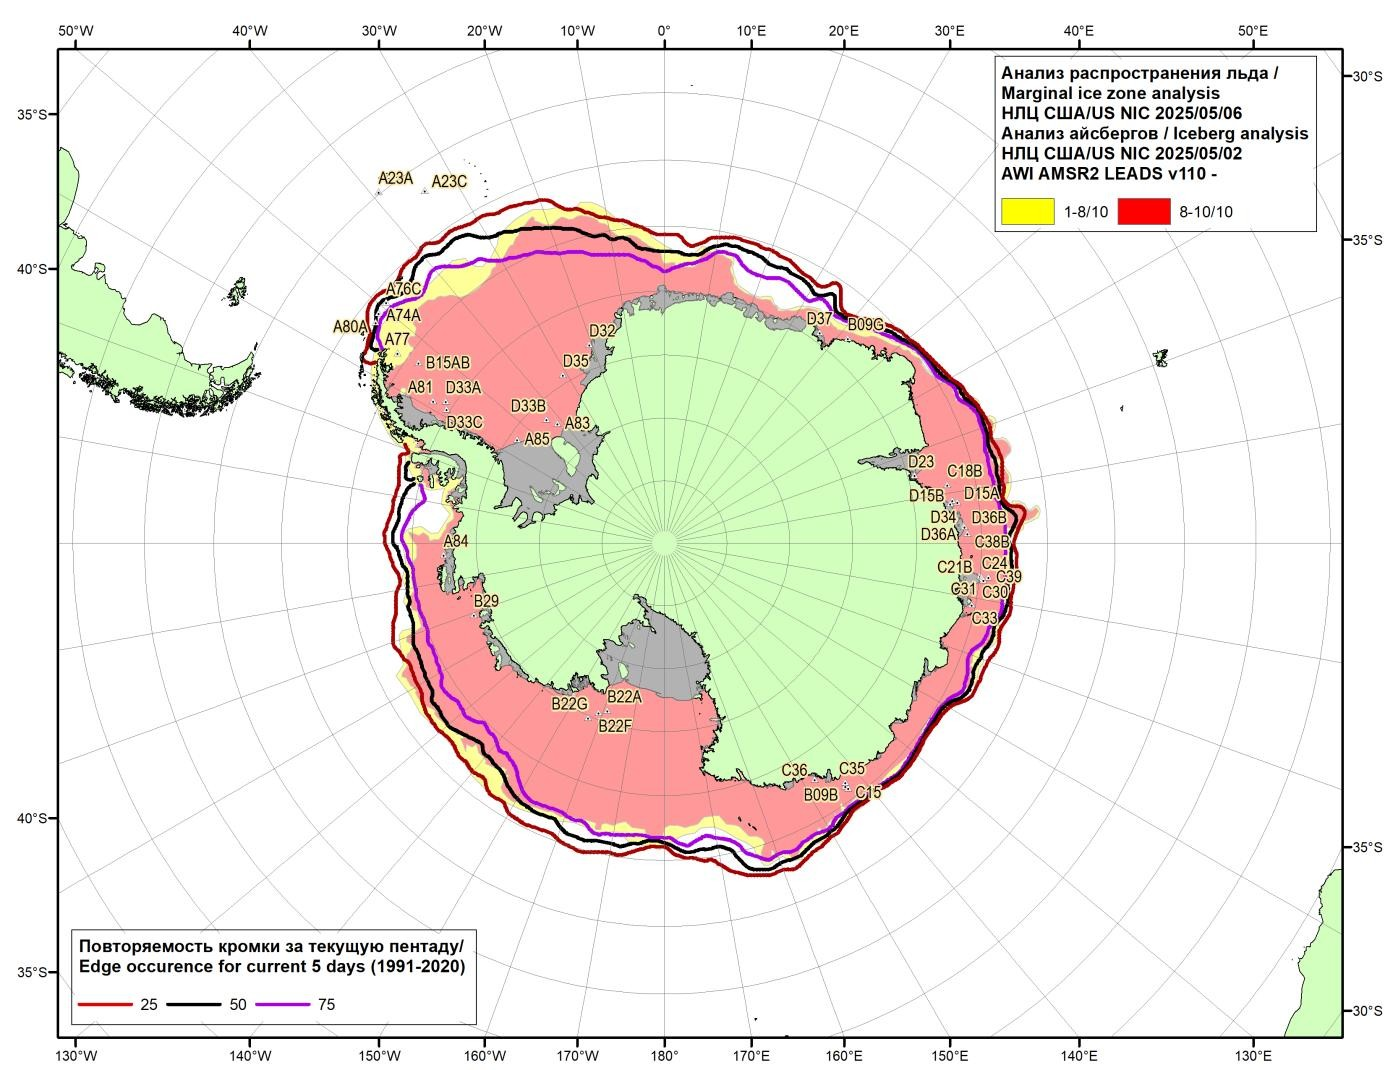 50°W 40°W 30°W 20°W 10°W 0° 10°E 20°E 30°E 40°E 50°E
30°S
35°S
35°S
40°S
40°S
35°S
35°S
30°S
Анализ распространения льда /
Marginal ice zone analysis
НЛЦ США/US NIC 2025/05/06
Анализ айсбергов / Iceberg analysis
НЛЦ США/US NIC 2025/05/02
AWI AMSR2 LEADS v110 -
1-8/10 8-10/10
A23A A23C
A76C
A74A
A80A
A77
B15AB
A81 D33A
D33C
D32
D35
D33B
A83
A85
D37
B09G
D23
C18B
D15B D15A
D34 D36B
D36A
C38B
C21B C24
C39
C31 C30
C33
A84
B29
B22G B22A
B22F
C36 C35
B09B C15
Повторяемость кромки за текущую пентаду/
Edge occurence for current 5 days (1991-2020)
25 50 75
130°W 140°W 150°W 160°W 170°W 180° 170°E 160°E 150°E 140°E 130°E